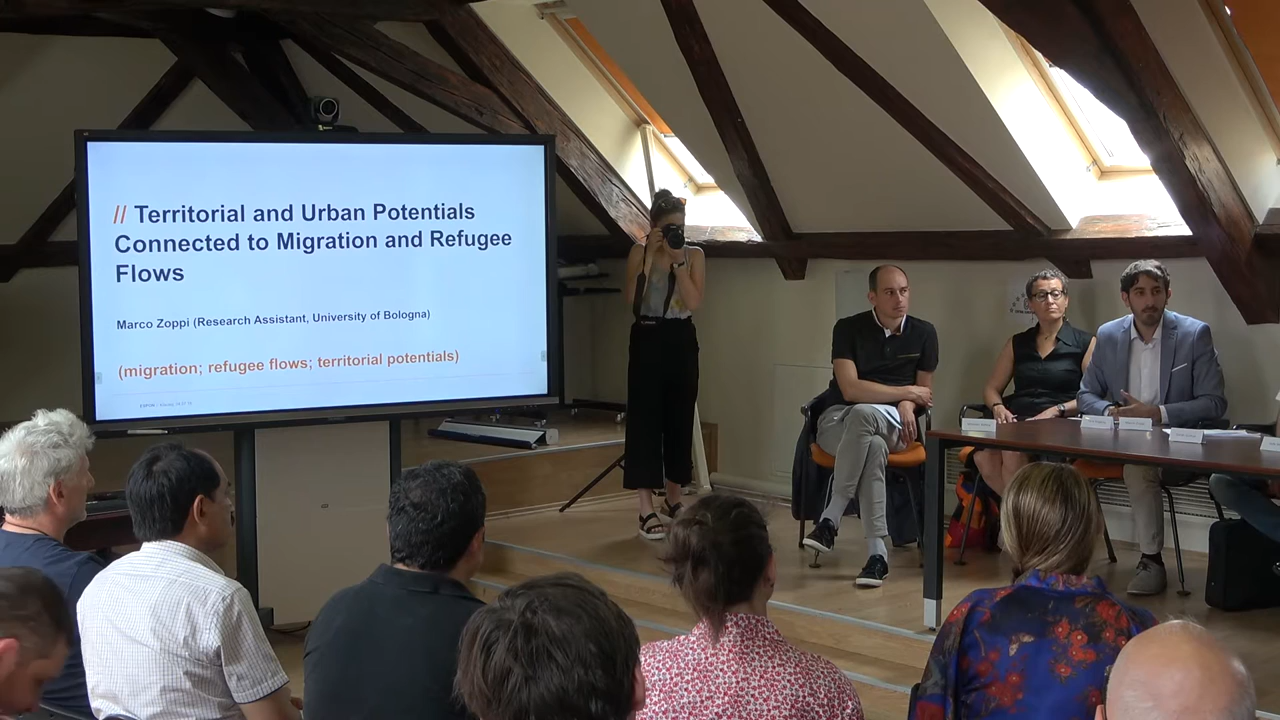 // Territorial and Urban Potentials
Connected to Migration and Refugee
Flows
Marco Zoppi (Research Assistant, University of Bologna)
(migration; refugee flows; territorial potentials)